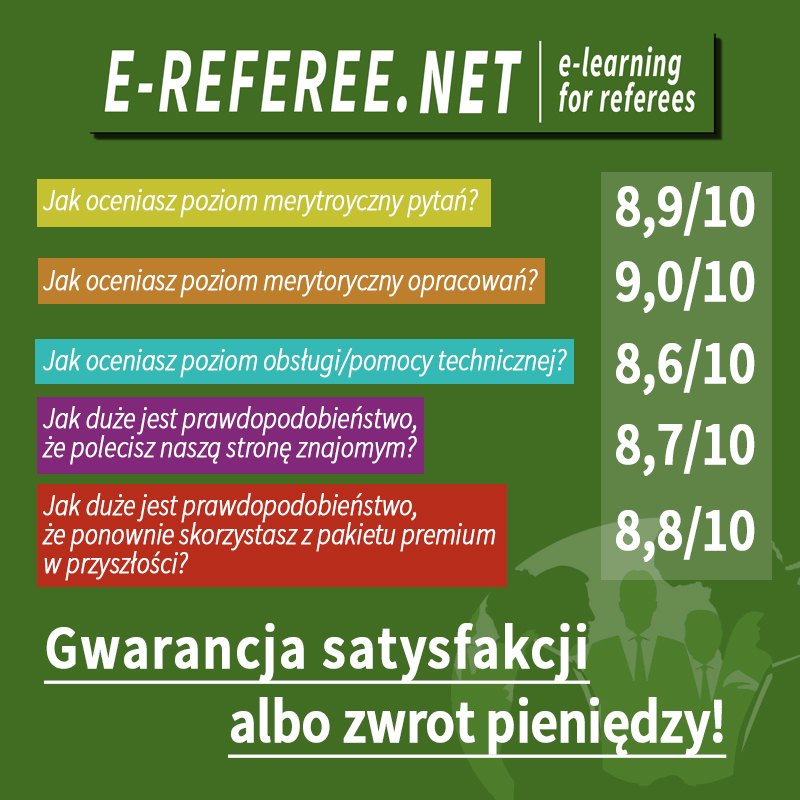 E-REFEREE.NET
e-learning
for referees
Jak oceniasz poziom merytroyczny pytań?
8,9/10
Jak oceniasz poziom merytoryczny opracowań?
9,0/10
Jak oceniasz poziom obsługi/pomocy technicznej?
8,6/10
Jak duże jest prawdopodobieństwo,
że polecisz naszą stronę znajomym?
8,7/10
Jak duże jest prawdopodobieństwo,
że ponownie skorzystasz z pakietu premium
w przyszłości?
8,8/10
Gwarancja satysfakcji
albo zwrot pieniędzy!